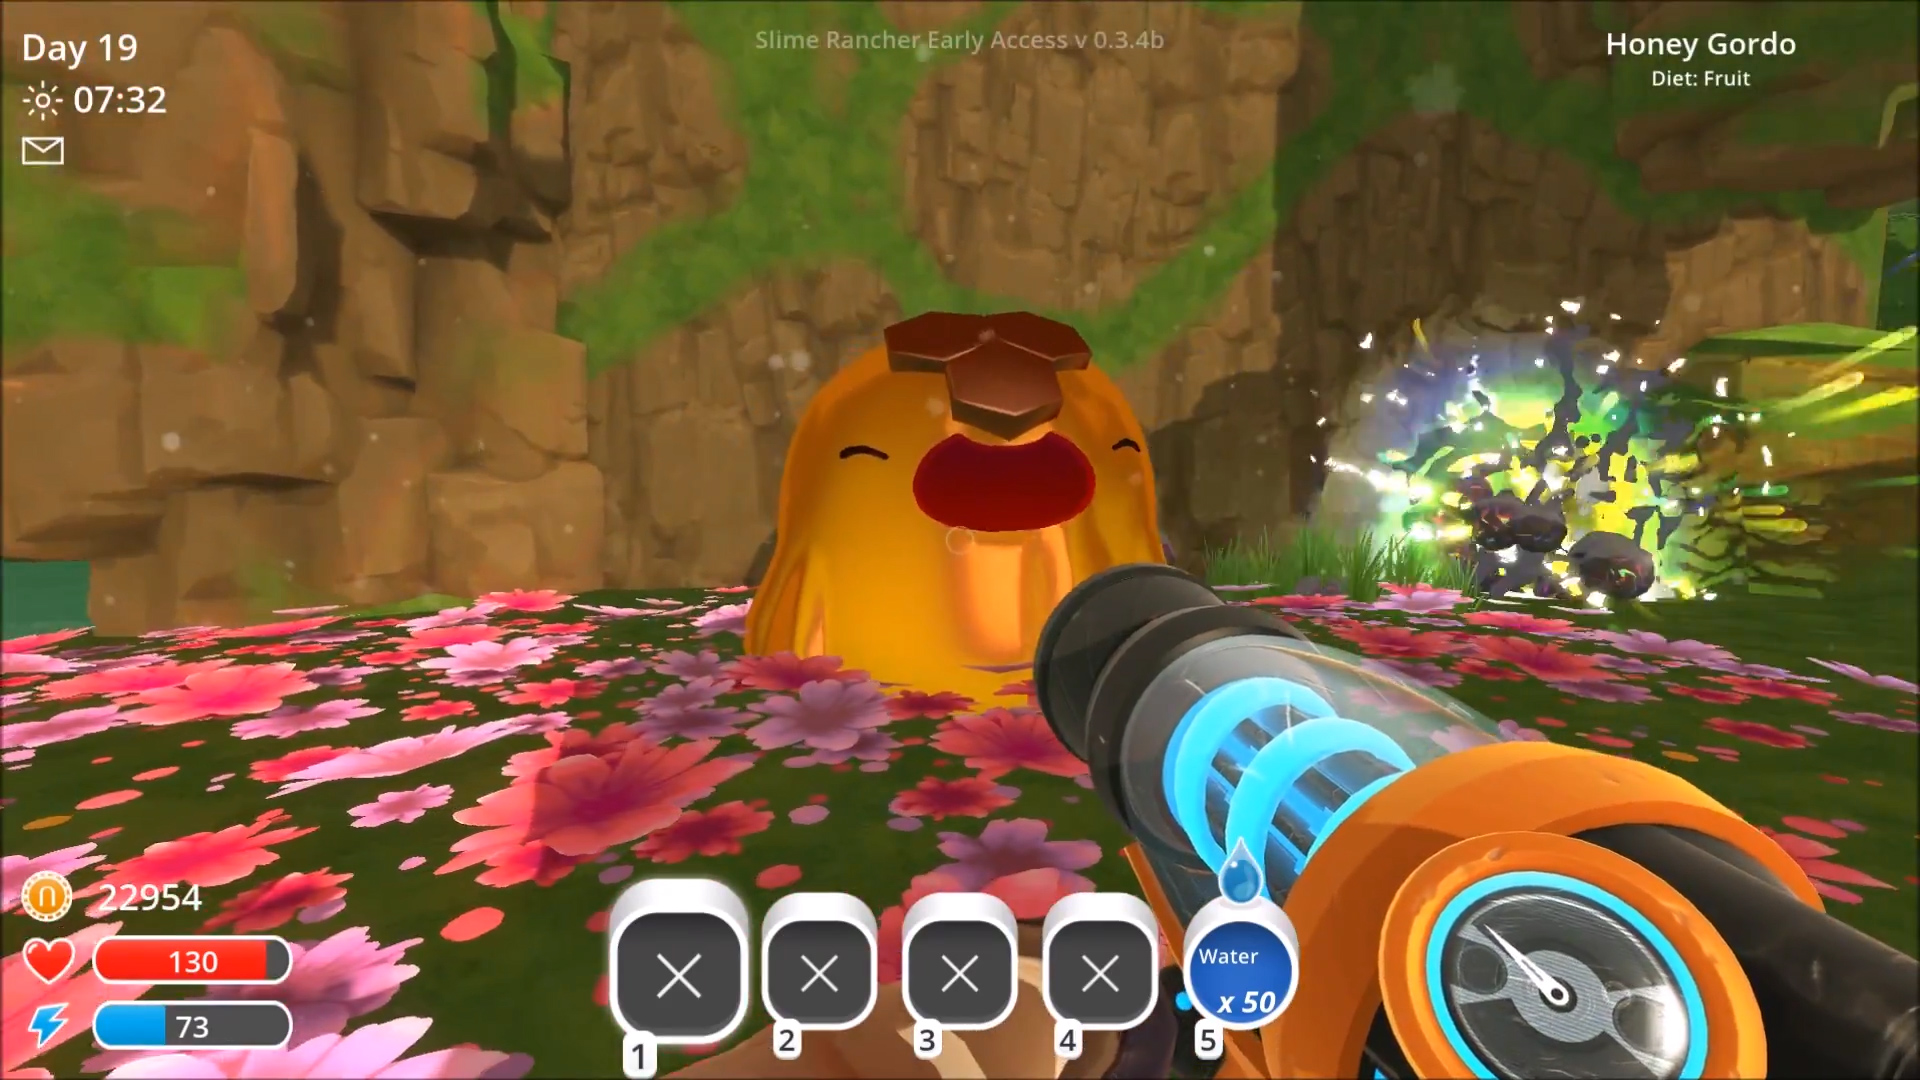 Day 19
07:32
Slime Rancher Early Access v 0.3.4b
Honey Gordo
Diet: Fruit
22954
130
73
1
2
3
4
Water
x 50
5